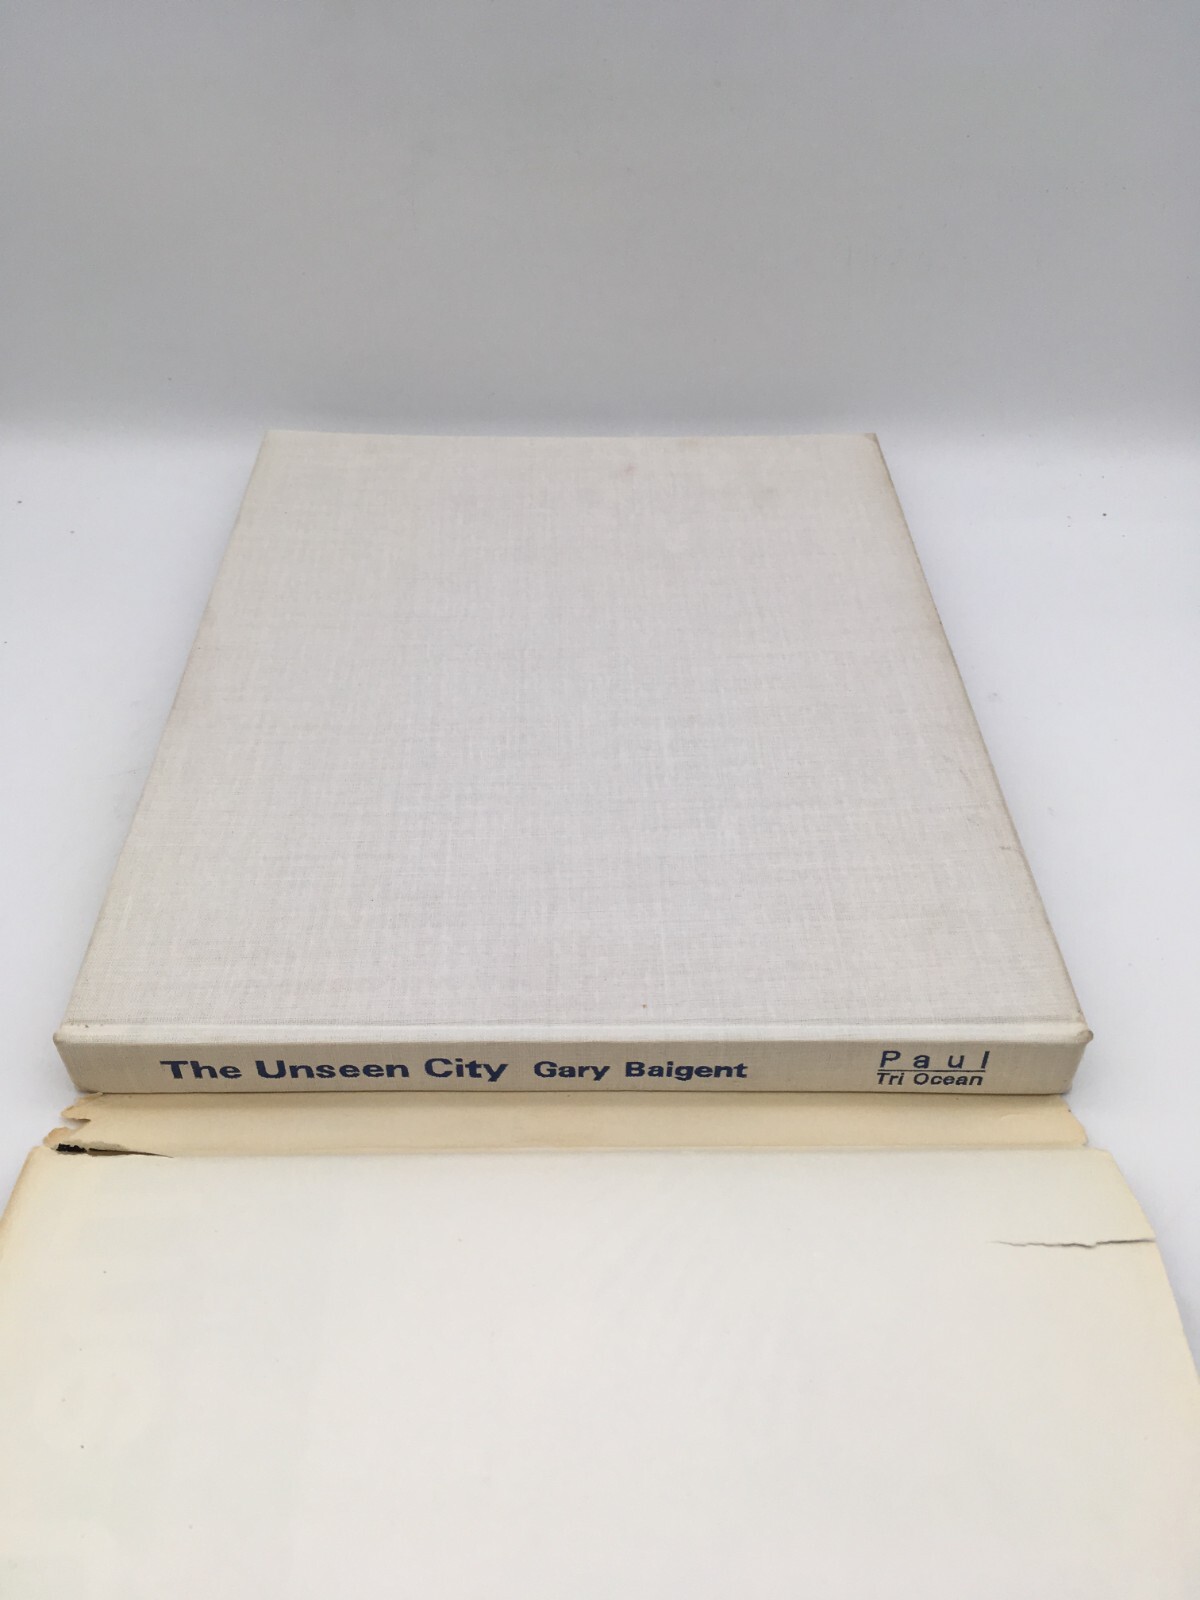 The Unseen City Gary Baigent
Paul
Tri Ocean